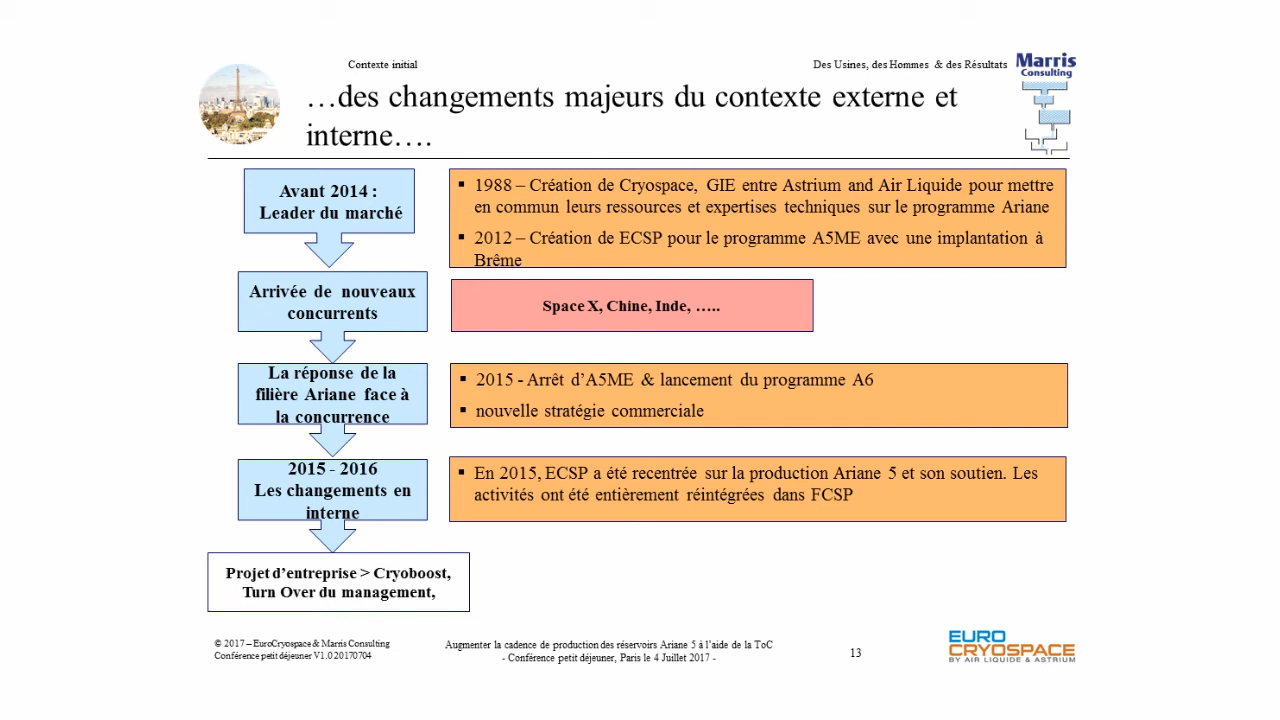 Contexte initial
Des Usines, des Hommes & des Résultats
Marris
Consulting
…des changements majeurs du contexte externe et
interne….
Avant 2014 :
Leader du marché
▪ 1988 – Création de Cryospace, GIE entre Astrium and Air Liquide pour mettre
en commun leurs ressources et expertises techniques sur le programme Ariane
▪ 2012 – Création de ECSP pour le programme A5ME avec une implantation à
Brême
Arrivée de nouveaux
concurrents
Space X, Chine, Inde, …..
La réponse de la
filière Ariane face à
la concurrence
▪ 2015 - Arrêt d’A5ME & lancement du programme A6
▪ nouvelle stratégie commerciale
2015 - 2016
Les changements en
interne
▪ En 2015, ECSP a été recentrée sur la production Ariane 5 et son soutien. Les
activités ont été entièrement réintégrées dans FCSP
Projet d’entreprise > Cryoboost,
Turn Over du management,
© 2017 – EuroCryospace & Marris Consulting
Conférence petit déjeuner V1.0 20170704
Augmenter la cadence de production des réservoirs Ariane 5 à l’aide de la ToC
- Conférence petit déjeuner, Paris le 4 Juillet 2017 -
13
EURO
CRYOSPACE
BY AIR LIQUIDE & ASTRIUM